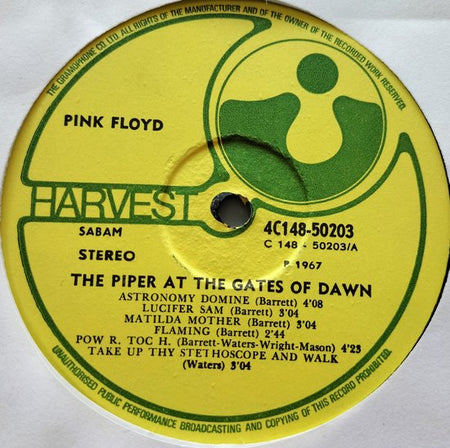 THE GRAMOPHONE CO LTD. ALL RIGHTS OF THE MANUFACTURER AND OF THE OWNER OF THE RECORDED WORK RESERVED.
PINK FLOYD
HARVEST
SABAM
4C148-50203
C 148 - 50203/A
STEREO
P 1967
THE PIPER AT THE GATES OF DAWN
ASTRONOMY DOMINE (Barrett) 4'08
LUCIFER SAM (Barrett) 3'04
MATILDA MOTHER (Barrett) 3'04
FLAMING (Barrett) 2'44
POW R. TOC H. (Barrett-Waters-Wright-Mason) 4'23
TAKE UP THY STETHOSCOPE AND WALK
(Waters) 3'04
UNAUTHORISED PUBLIC PERFORMANCE BROADCASTING AND COPYING OF THIS RECORD PROHIBITED.